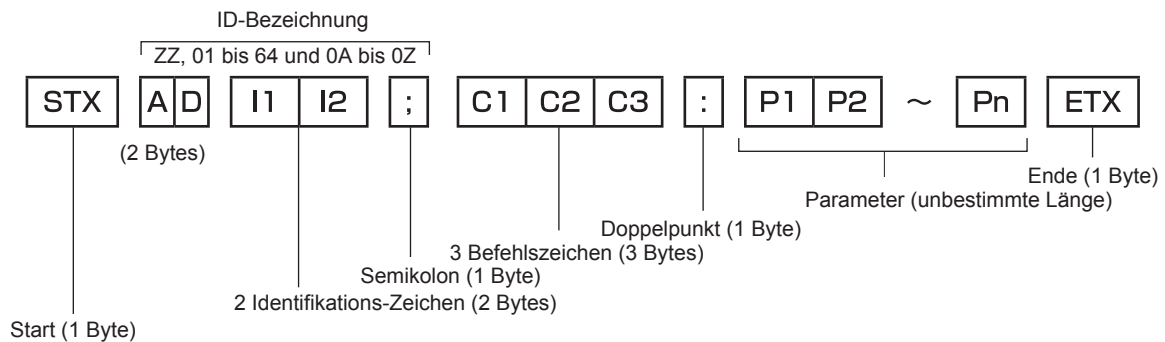 ID-Bezeichnung
ZZ, 01 bis 64 und 0A bis 0Z
STX A D I1 I2 ; C1 C2 C3 : P1 P2 ～ Pn ETX
(2 Bytes)
Ende (1 Byte)
Parameter (unbestimmte Länge)
Doppelpunkt (1 Byte)
3 Befehlszeichen (3 Bytes)
Semikolon (1 Byte)
2 Identifikations-Zeichen (2 Bytes)
Start (1 Byte)